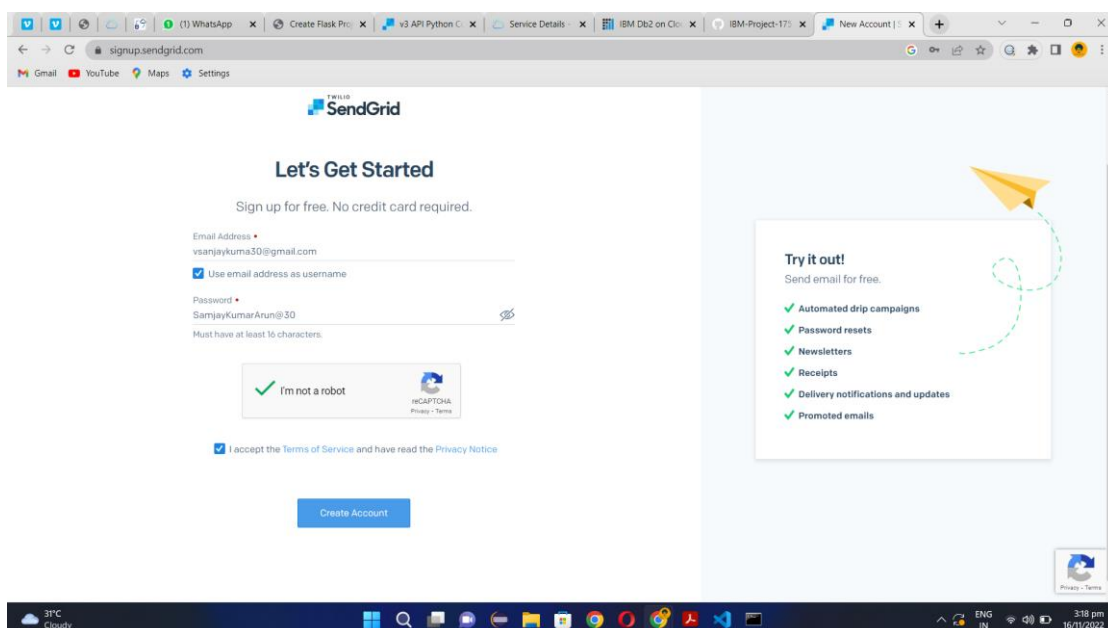 (1) WhatsApp
Create Flask Proj
v3 API Python C
Service Details -
IBM Db2 on Clo
IBM-Project-175
New Account | S
signup.sendgrid.com
Gmail YouTube Maps Settings
TWILIO
SendGrid
Let's Get Started
Sign up for free. No credit card required.
Email Address
vsanjaykuma30@gmail.com
Use email address as username
Password
SamjayKumarArun@30
Must have at least 16 characters.
I'm not a robot
reCAPTCHA
Privacy - Terms
I accept the Terms of Service and have read the Privacy Notice
Create Account
Try it out!
Send email for free.
Automated drip campaigns
Password resets
Newsletters
Receipts
Delivery notifications and updates
Promoted emails
Privacy - Terms
31°C
Cloudy
ENG
IN
3:18 pm
16/11/2022